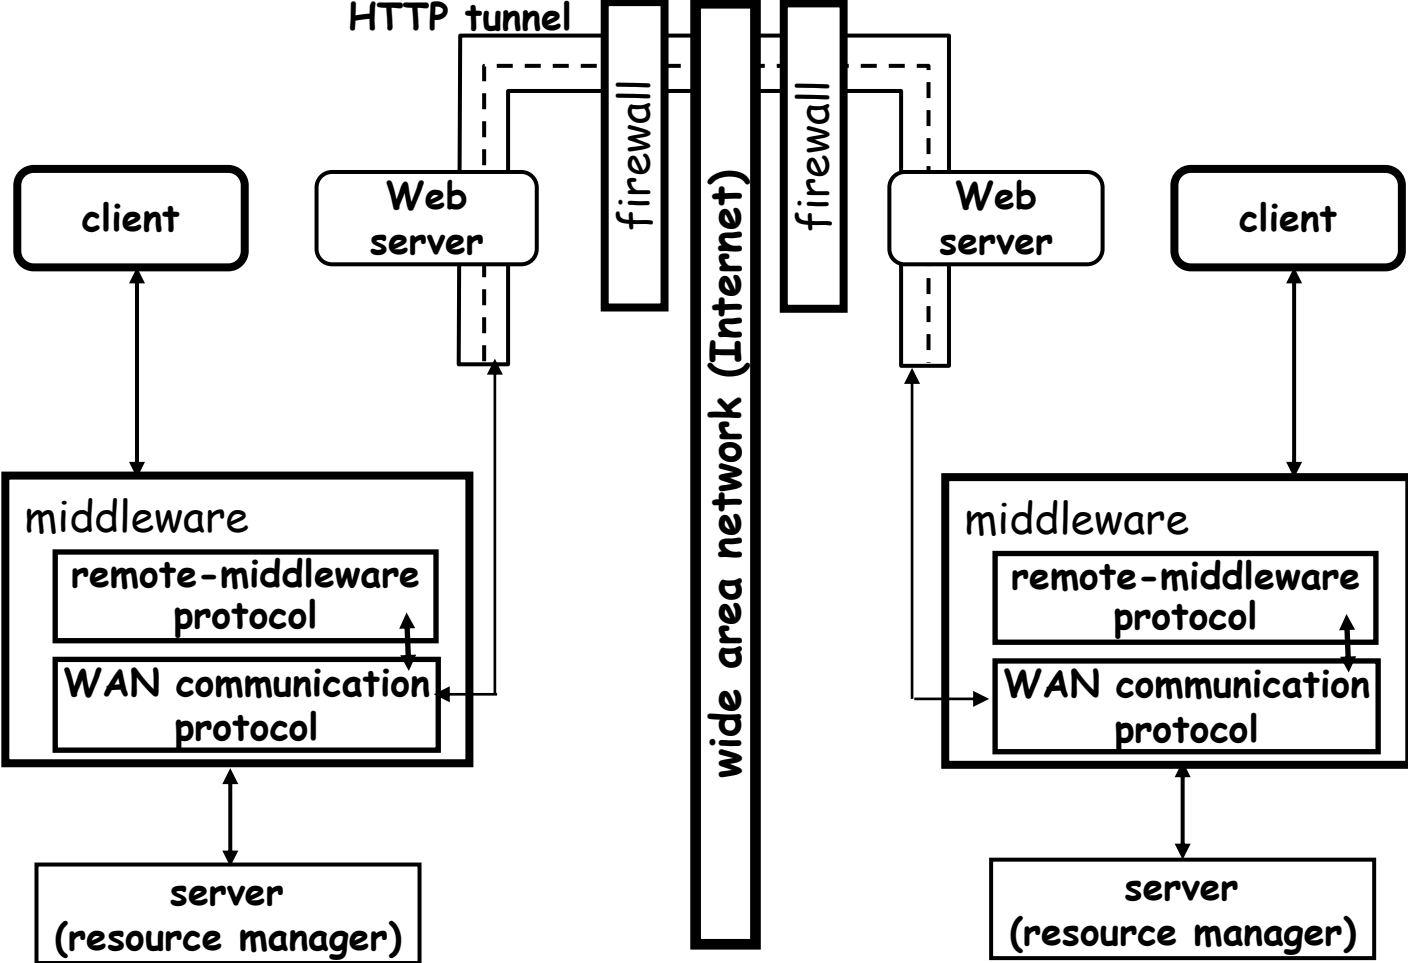 HTTP tunnel
client
Web
server
firewall
wide area network (Internet)
firewall
Web
server
client
middleware
remote-middleware
protocol
WAN communication
protocol
server
(resource manager)
middleware
remote-middleware
protocol
WAN communication
protocol
server
(resource manager)